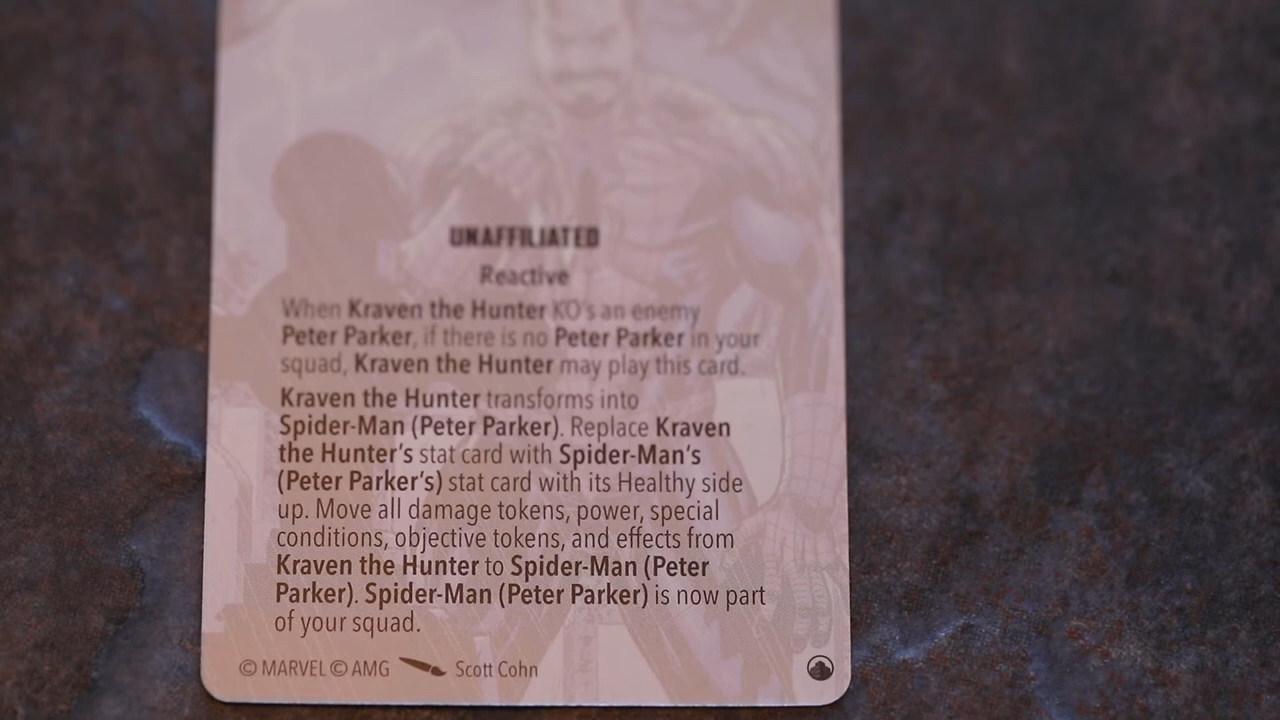 UNAFFILIATED
Reactive
When Kraven the Hunter KO's an enemy
Peter Parker, if there is no Peter Parker in your
squad, Kraven the Hunter may play this card.
Kraven the Hunter transforms into
Spider-Man (Peter Parker). Replace Kraven
the Hunter's stat card with Spider-Man's
(Peter Parker's) stat card with its Healthy side
up. Move all damage tokens, power, special
conditions, objective tokens, and effects from
Kraven the Hunter to Spider-Man (Peter
Parker). Spider-Man (Peter Parker) is now part
of your squad.
© MARVEL © AMG Scott Cohn